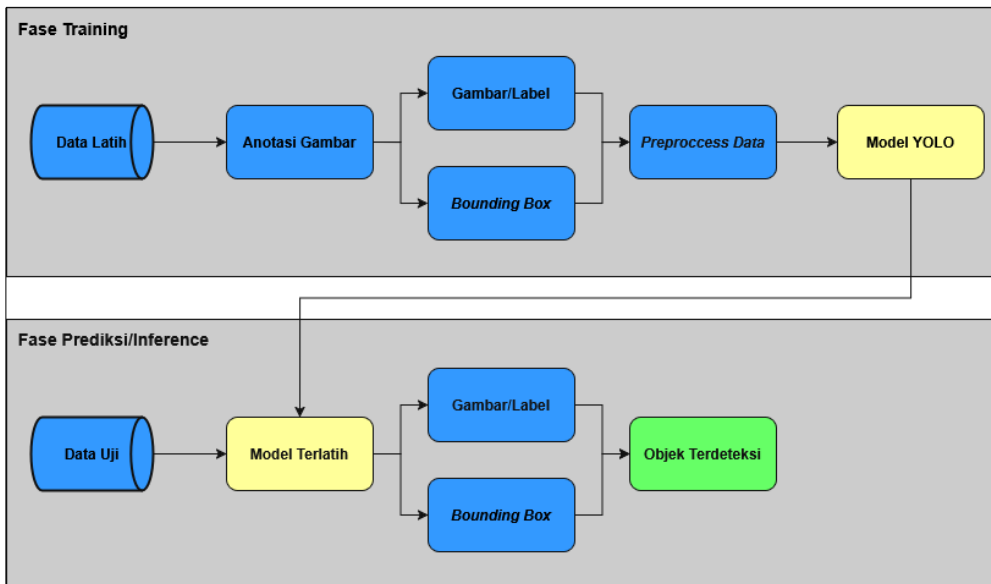 Fase Training
Data Latih
Anotasi Gambar
Gambar/Label
Bounding Box
Preproccess Data
Model YOLO
Fase Prediksi/Inference
Data Uji
Model Terlatih
Gambar/Label
Bounding Box
Objek Terdeteksi